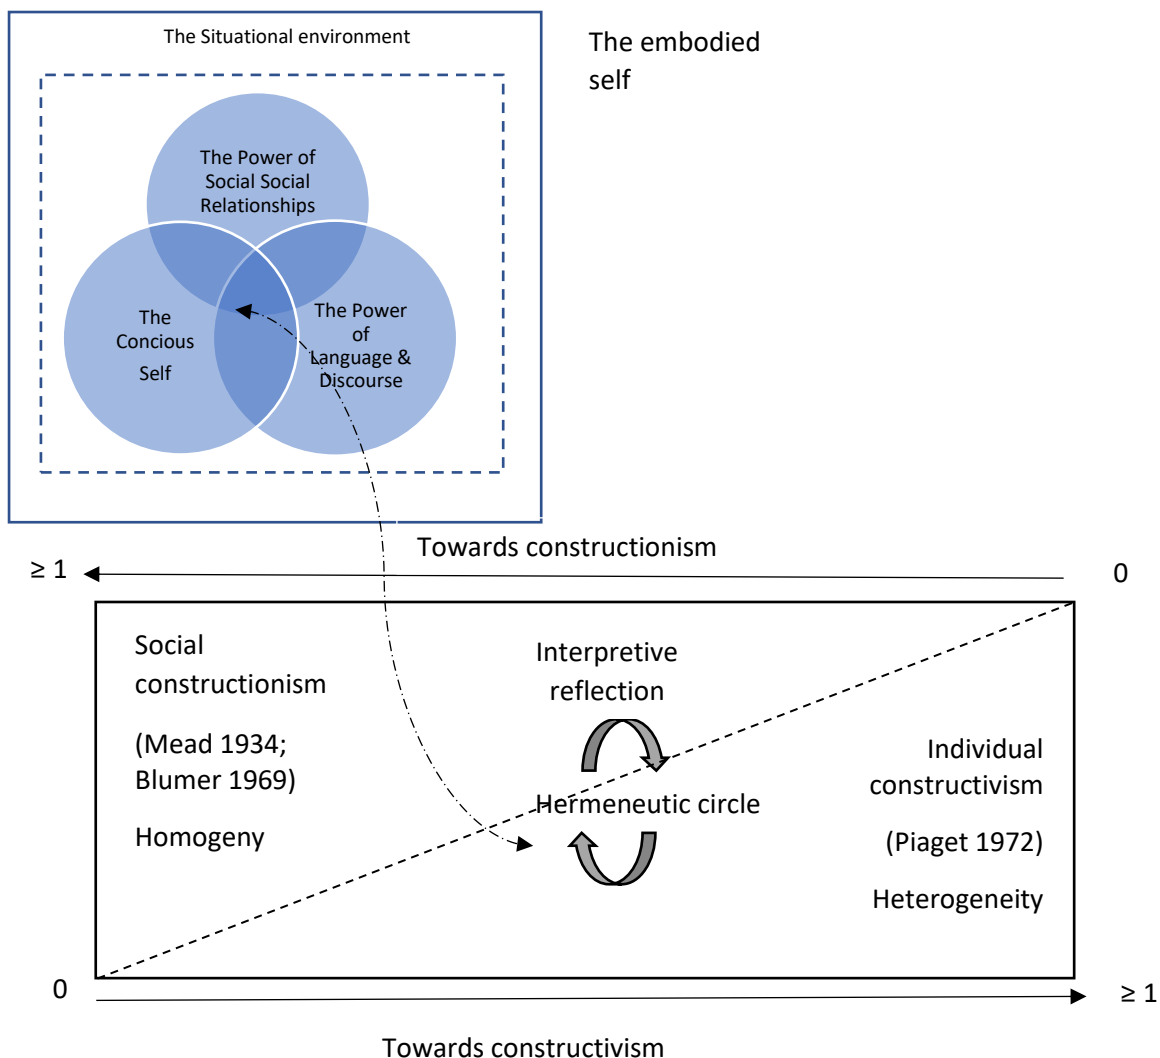 The Situational environment
The embodied
self
The Power of
Social Social
Relationships
The
Concious
Self
The Power
of
Language &
Discourse
Towards constructionism
≥ 1
0
Social
constructionism
(Mead 1934;
Blumer 1969)
Homogeny
Interpretive
reflection
Hermeneutic circle
Individual
constructivism
(Piaget 1972)
Heterogeneity
0
≥ 1
Towards constructivism